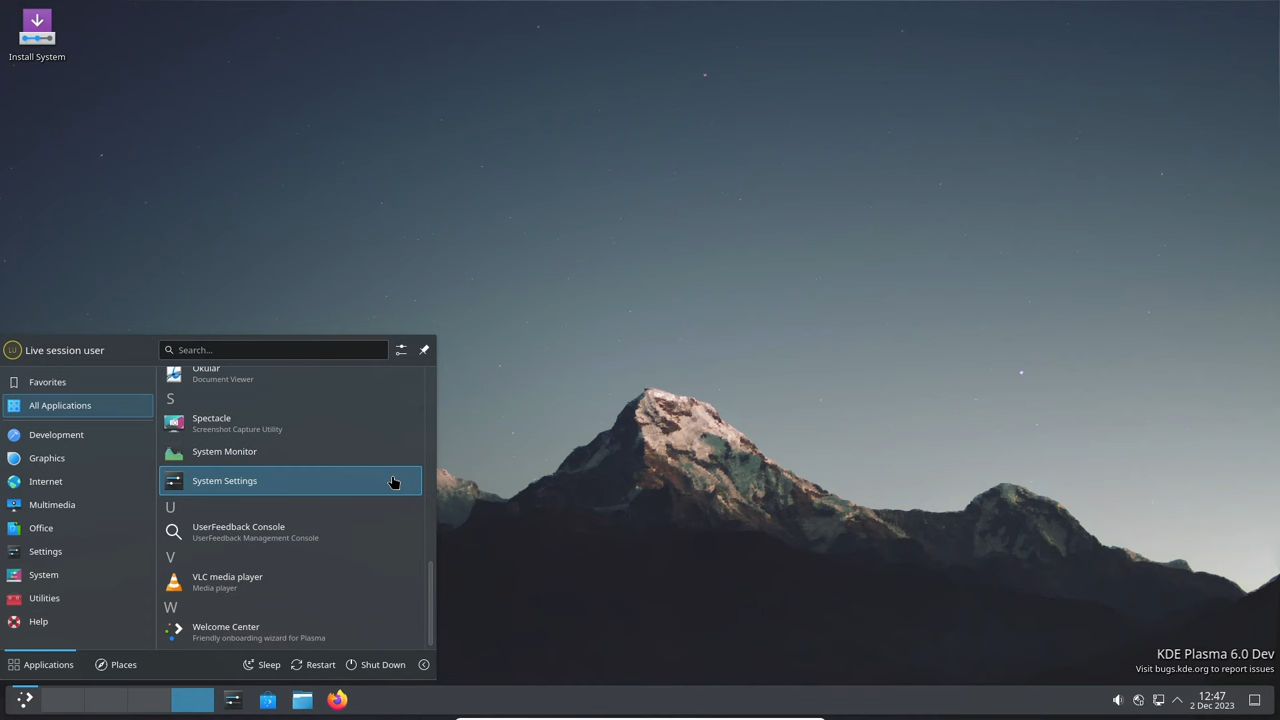 Install System
LU
Live session user
Search...
Favorites
All Applications
Development
Graphics
Internet
Multimedia
Office
Settings
System
Utilities
Help
Okular
Document Viewer
S
Spectacle
Screenshot Capture Utility
System Monitor
System Settings
U
UserFeedback Console
UserFeedback Management Console
V
VLC media player
Media player
W
Welcome Center
Friendly onboarding wizard for Plasma
Applications
Places
Sleep
Restart
Shut Down
KDE Plasma 6.0 Dev
Visit bugs.kde.org to report issues
12:47
2 Dec 2023